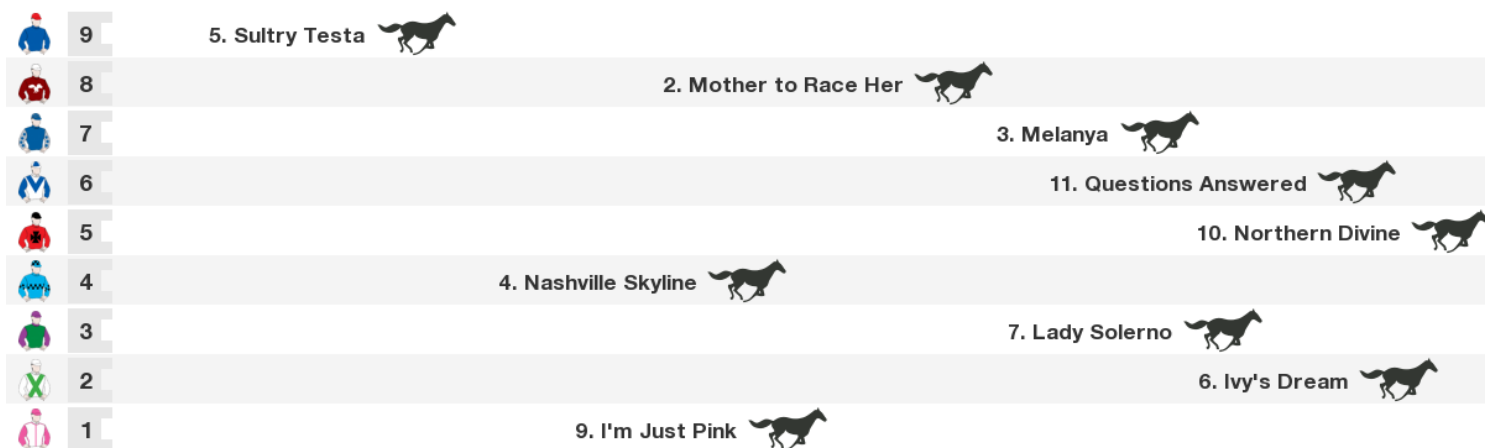 9 5. Sultry Testa
8 2. Mother to Race Her
7 3. Melanya
6 11. Questions Answered
5 10. Northern Divine
4 4. Nashville Skyline
3 7. Lady Solerno
2 6. Ivy's Dream
1 9. I'm Just Pink